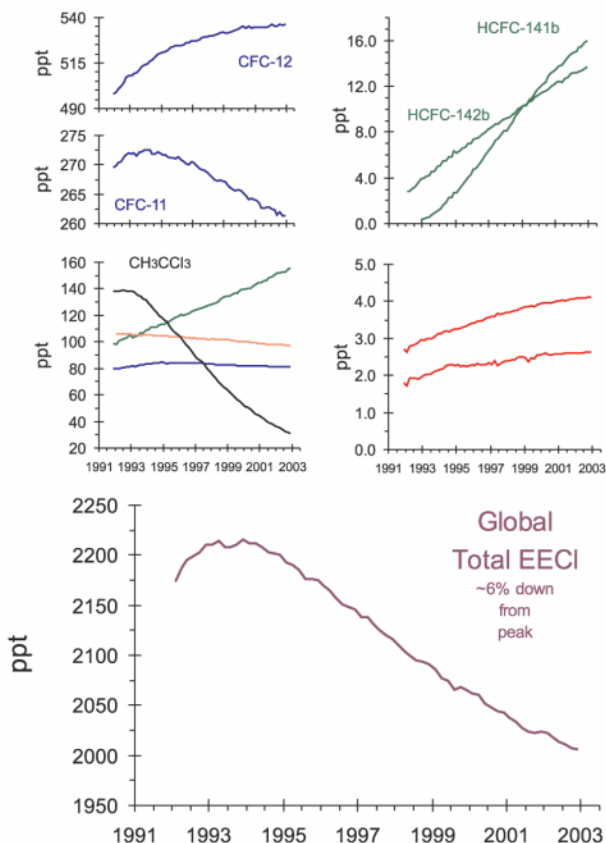 540
515
490
ppt
CFC-12
275
270
265
260
ppt
CFC-11
16.0
12.0
8.0
4.0
0.0
ppt
HCFC-141b
HCFC-142b
160
140
120
100
80
60
40
20
ppt
CH3CCl3
1991 1993 1995 1997 1999 2001 2003
5.0
4.0
3.0
2.0
1.0
0.0
ppt
1991 1993 1995 1997 1999 2001 2003
2250
2200
2150
2100
2050
2000
1950
ppt
Global
Total EECl
~6% down
from
peak
1991 1993 1995 1997 1999 2001 2003